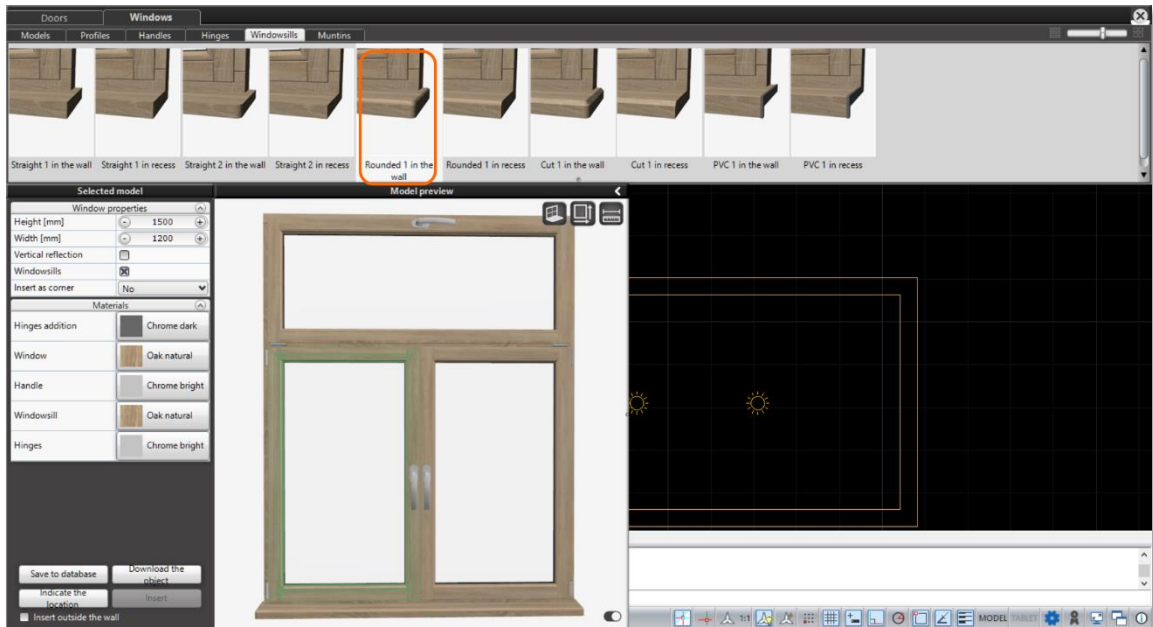 Doors
Windows
Models
Profiles
Handles
Hinges
Windowsills
Muntins
Straight 1 in the wall
Straight 1 in recess
Straight 2 in the wall
Straight 2 in recess
Rounded 1 in the
wall
Rounded 1 in recess
Cut 1 in the wall
Cut 1 in recess
PVC 1 in the wall
PVC 1 in recess
Selected model
Model preview
Window properties
Height [mm] 1500
Width [mm] 1200
Vertical reflection
Windowsills
Insert as corner No
Materials
Hinges addition Chrome dark
Window Oak natural
Handle Chrome bright
Windowsill Oak natural
Hinges Chrome bright
Save to database
Download the
object
Indicate the
location
Insert
Insert outside the wall
1:1
MODEL
TABLET